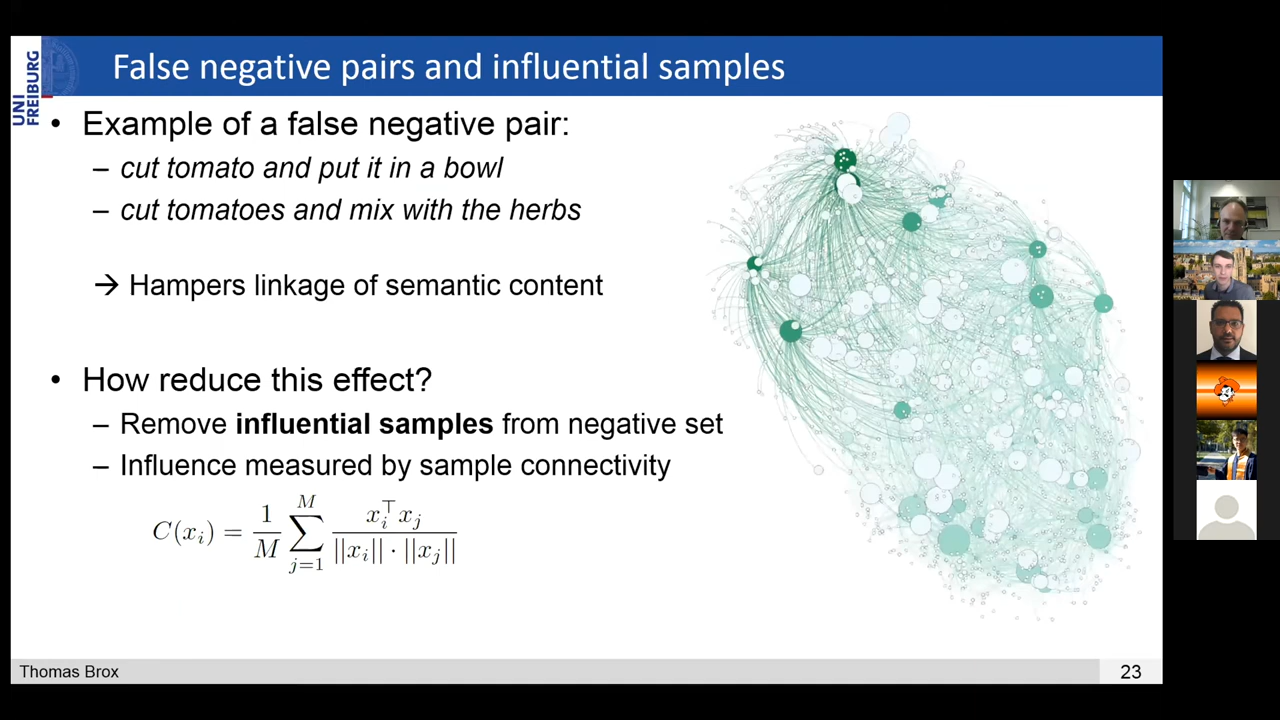 False negative pairs and influential samples
UNI
FREIBURG
• Example of a false negative pair:
– cut tomato and put it in a bowl
– cut tomatoes and mix with the herbs
→ Hampers linkage of semantic content
• How reduce this effect?
– Remove influential samples from negative set
– Influence measured by sample connectivity
C(x_i) = \frac{1}{M} \sum_{j=1}^{M} \frac{x_i^⊤ x_j}{||x_i|| · ||x_j||}
Thomas Brox
23